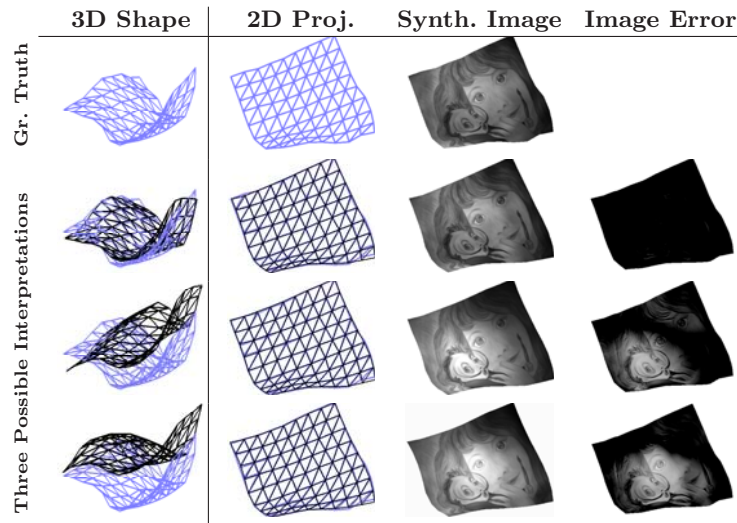 3D Shape 2D Proj. Synth. Image Image Error
Gr. Truth
Three Possible Interpretations